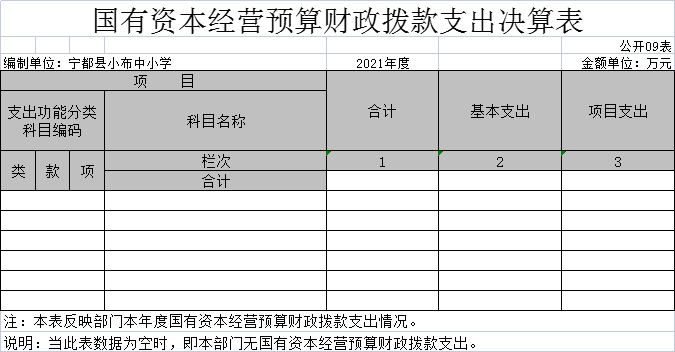 国有资本经营预算财政拨款支出决算表
公开09表
编制单位：宁都县小布中小学 2021年度 金额单位：万元
项 目 合计 基本支出 项目支出
支出功能分类科目编码 科目名称
类 款 项 栏次 1 2 3
合计
注：本表反映部门本年度国有资本经营预算财政拨款支出情况。
说明：当此表数据为空时，即本部门无国有资本经营预算财政拨款支出。